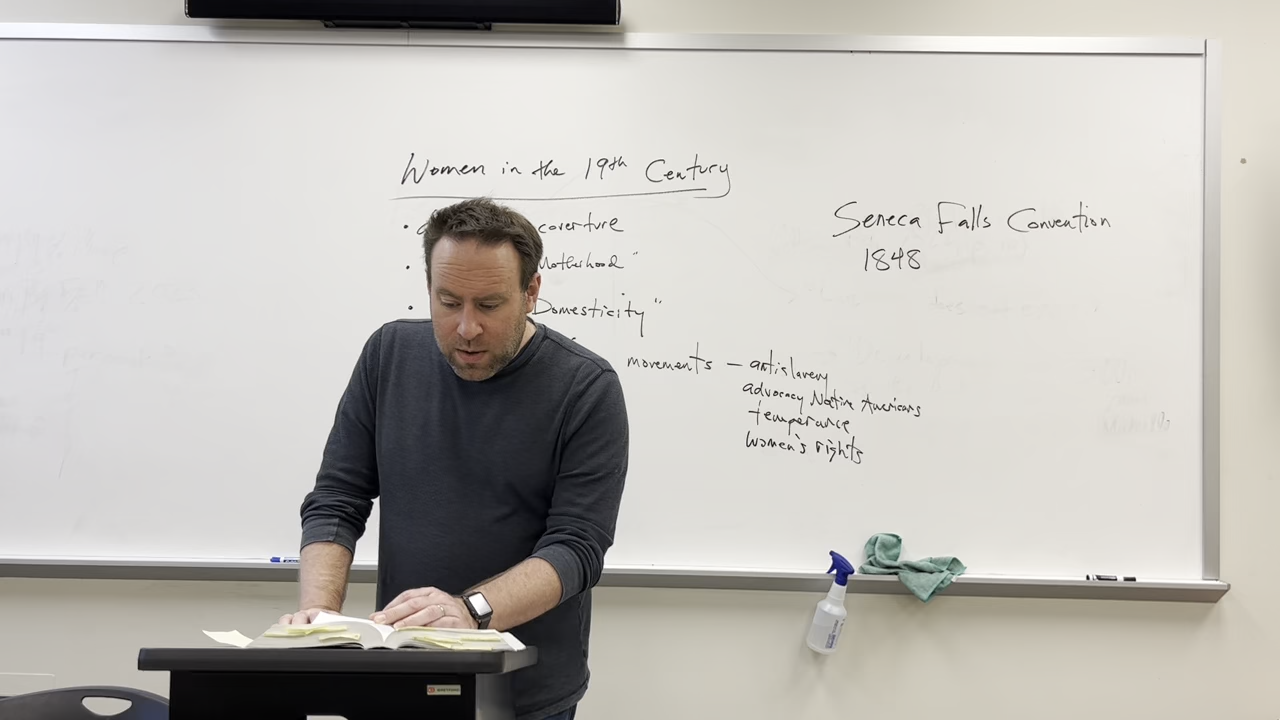 Women in the 19th Century
• coverture
• Motherhood"
• Domesticity"
movements — antislavery
advocacy Native Americans
temperance
women's rights
Seneca Falls Convention
1848